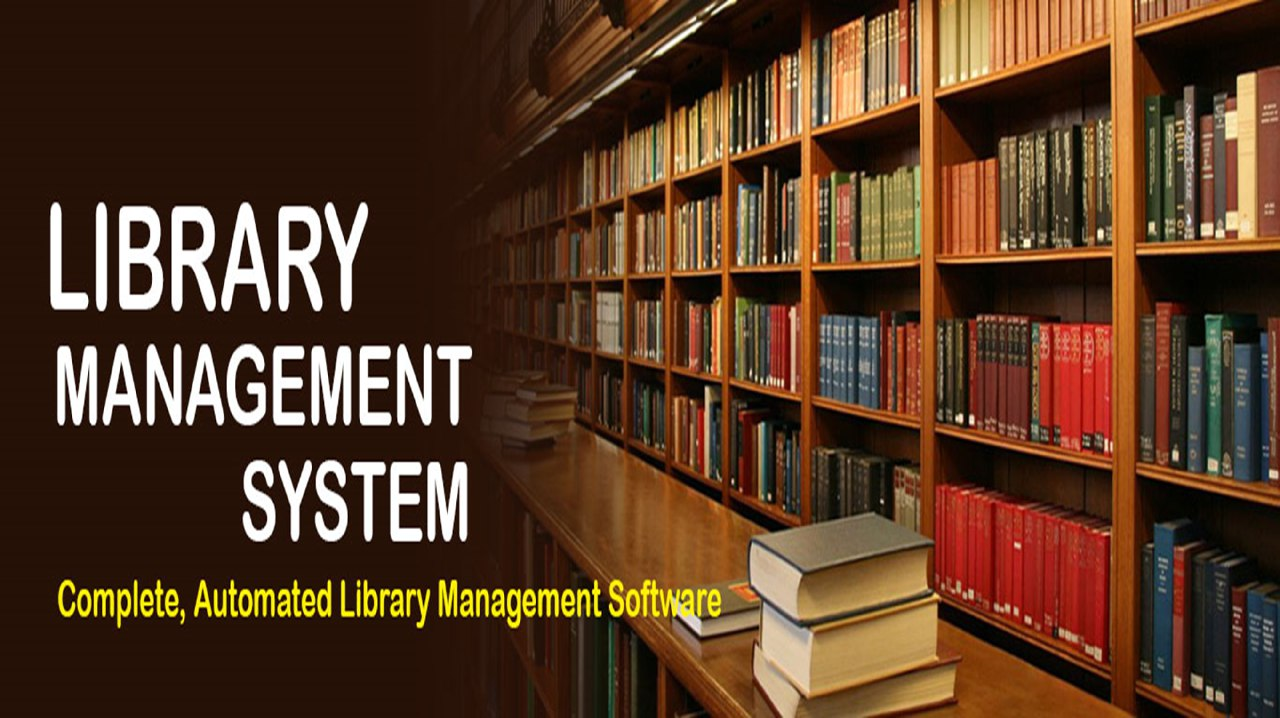 LIBRARY
MANAGEMENT
SYSTEM
Complete, Automated Library Management Software